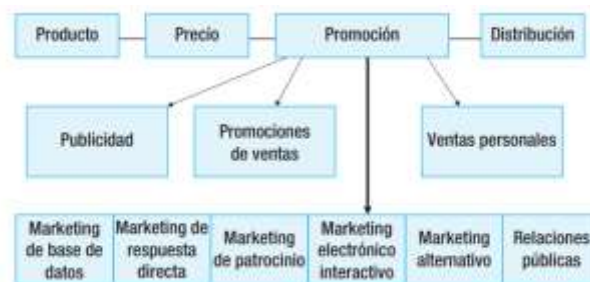 Producto
Precio
Promoción
Distribución
Publicidad
Promociones
de ventas
Ventas personales
Marketing
de base de
datos
Marketing de
respuesta
directa
Marketing
de patrocinio
Marketing
electrónico
interactivo
Marketing
alternativo
Relaciones
públicas